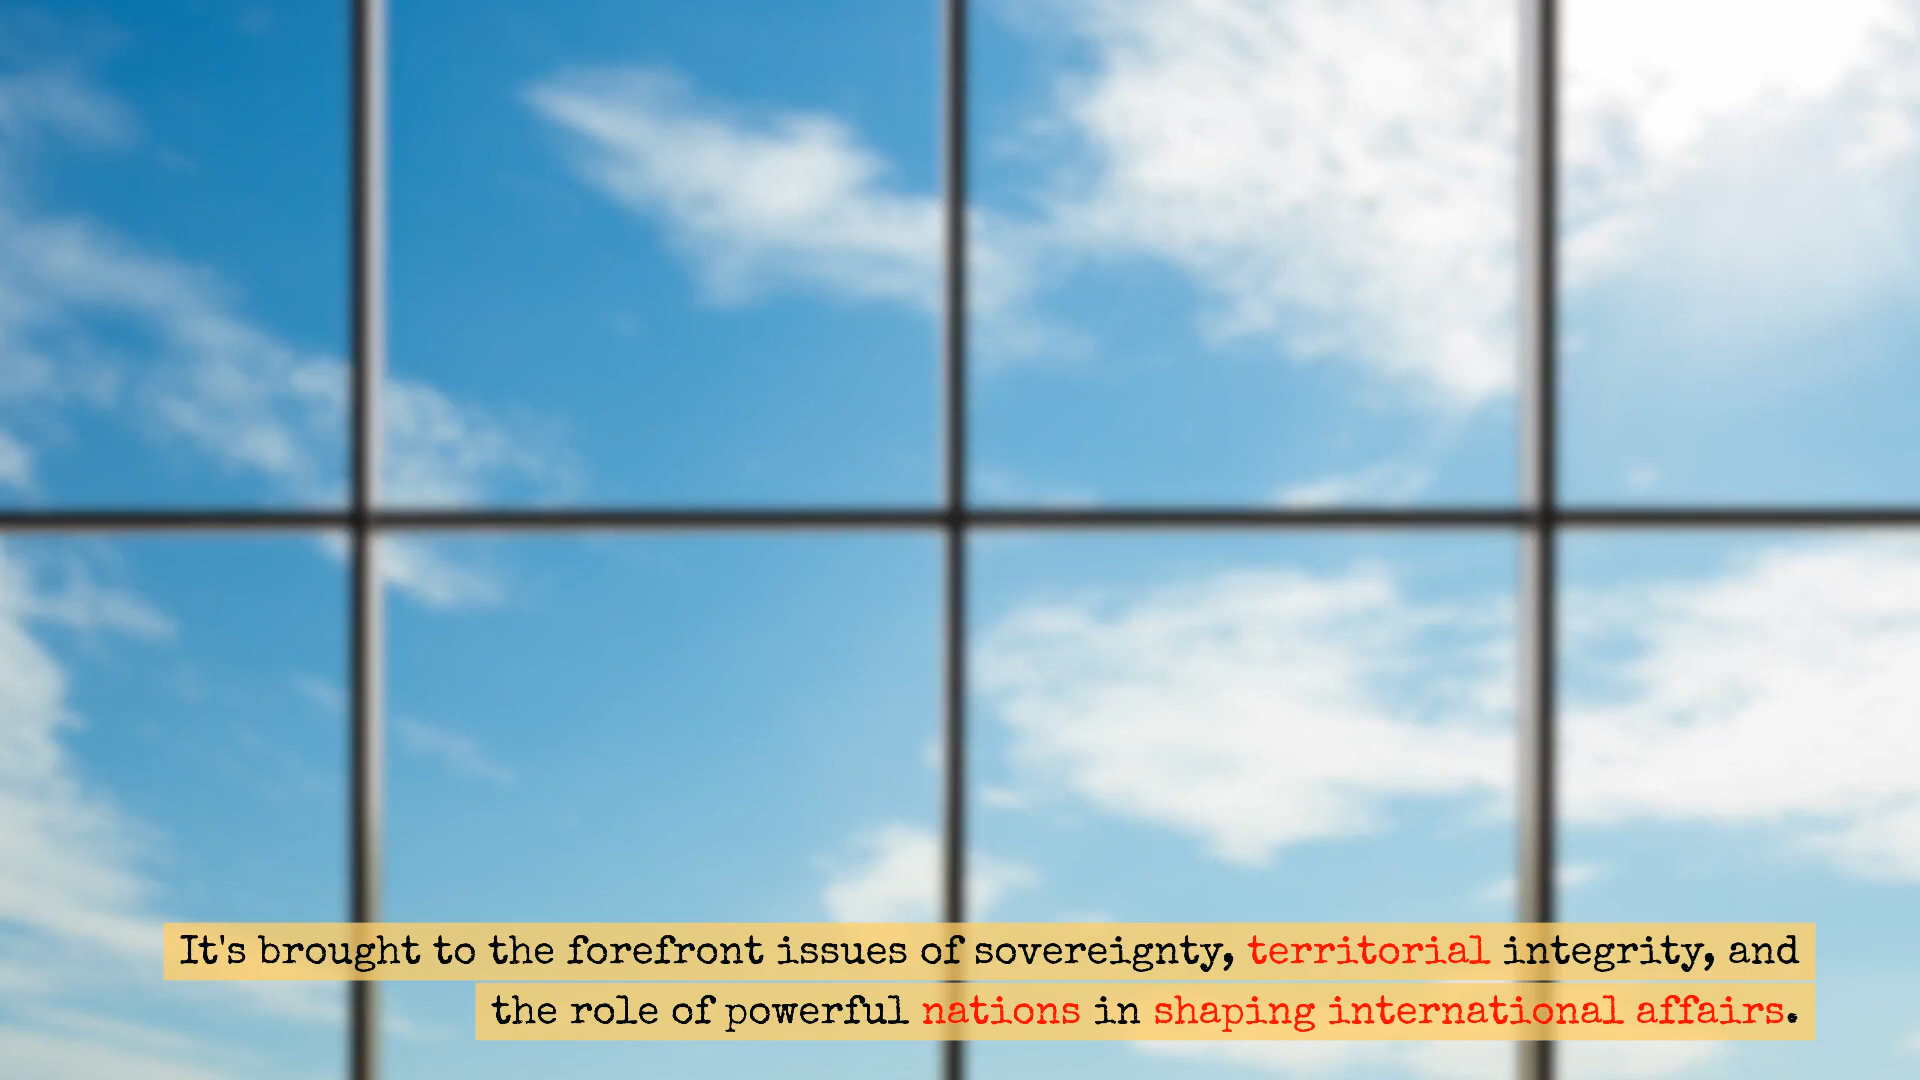 It's brought to the forefront issues of sovereignty, territorial integrity, and
the role of powerful nations in shaping international affairs.